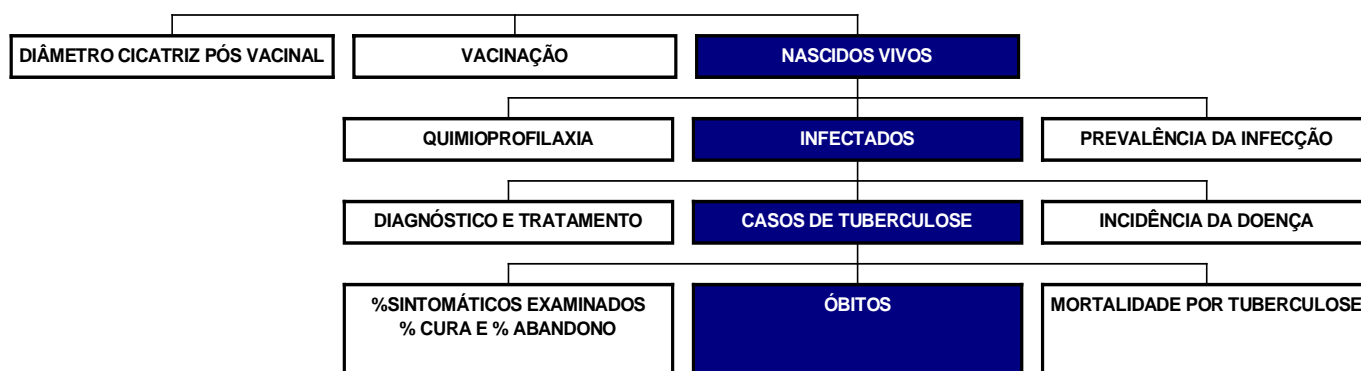 DIÂMETRO CICATRIZ PÓS VACINAL
VACINAÇÃO
NASCIDOS VIVOS
QUIMIOPROFILAXIA
INFECTADOS
PREVALÊNCIA DA INFECÇÃO
DIAGNÓSTICO E TRATAMENTO
CASOS DE TUBERCULOSE
INCIDÊNCIA DA DOENÇA
%SINTOMÁTICOS EXAMINADOS
% CURA E % ABANDONO
ÓBITOS
MORTALIDADE POR TUBERCULOSE